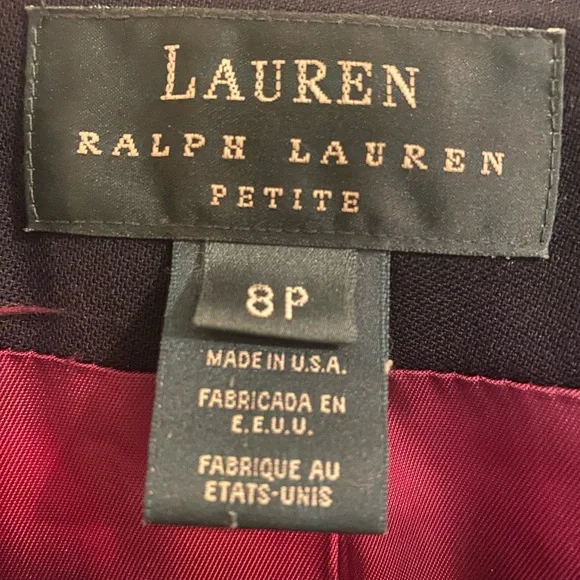 LAUREN
RALPH LAUREN
PETITE
8P
MADE IN U.S.A.
FABRICADA EN
E.E.U.U.
FABRIQUE AU
ETATS-UNIS